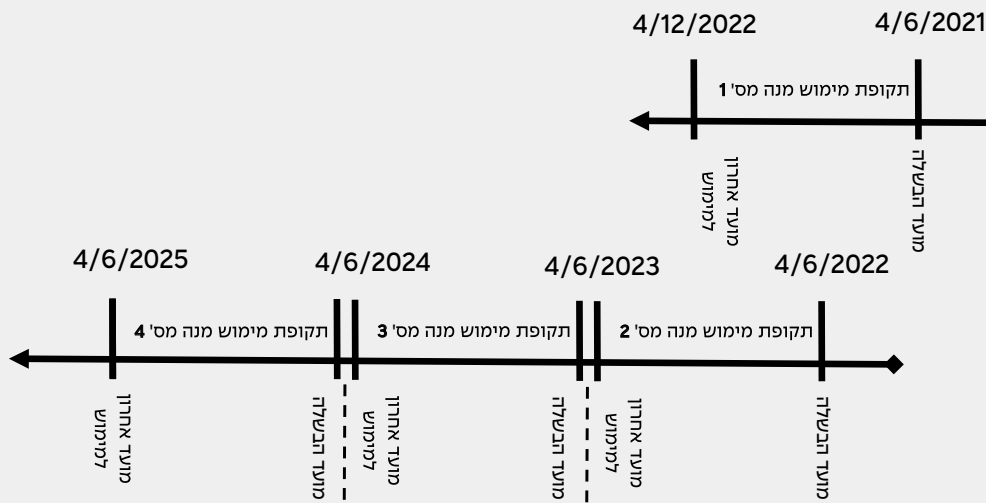 4/6/2021
4/12/2022
תקופת מימוש מנה מס' 1
מועד הבשלה
מועד אחרון
למימוש
4/6/2022
4/6/2023
4/6/2024
4/6/2025
תקופת מימוש מנה מס' 2
תקופת מימוש מנה מס' 3
תקופת מימוש מנה מס' 4
מועד הבשלה
מועד אחרון
למימוש
מועד הבשלה
מועד אחרון
למימוש
מועד הבשלה
מועד אחרון
למימוש